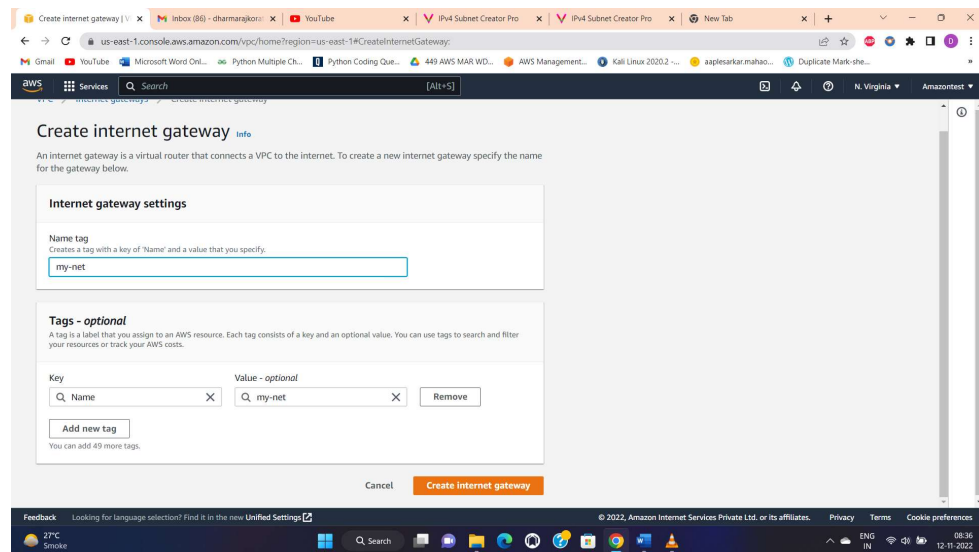 Create internet gateway | V
Inbox (86) - dharmarajkora
YouTube
IPv4 Subnet Creator Pro
IPv4 Subnet Creator Pro
New Tab
us-east-1.console.aws.amazon.com/vpc/home?region=us-east-1#CreateInternetGateway:
Gmail
YouTube
Microsoft Word Onl...
Python Multiple Ch...
Python Coding Que...
449 AWS MAR WD...
AWS Management...
Kali Linux 2020.2 -...
aaplesarkar.mahao...
Duplicate Mark-she...
aws
Services
Search
[Alt+S]
N. Virginia
Amazontest
VPC > Internet gateways > Create internet gateway
Create internet gateway Info
An internet gateway is a virtual router that connects a VPC to the internet. To create a new internet gateway specify the name
for the gateway below.
Internet gateway settings
Name tag
Creates a tag with a key of 'Name' and a value that you specify.
my-net
Tags - optional
A tag is a label that you assign to an AWS resource. Each tag consists of a key and an optional value. You can use tags to search and filter
your resources or track your AWS costs.
Key
Value - optional
Name
my-net
Remove
Add new tag
You can add 49 more tags.
Cancel
Create internet gateway
Feedback
Looking for language selection? Find it in the new Unified Settings
© 2022, Amazon Internet Services Private Ltd. or its affiliates.
Privacy
Terms
Cookie preferences
27°C
Smoke
Search
ENG
IN
08:36
12-11-2022